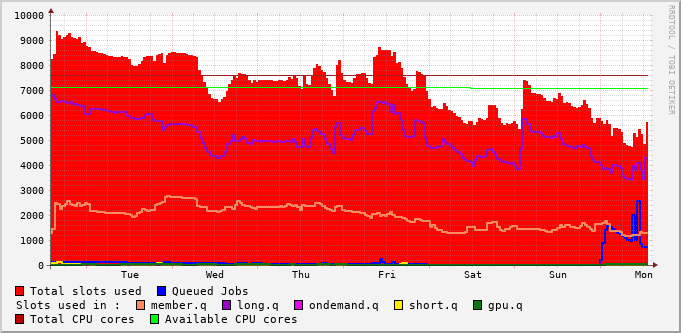 10000
9000
8000
7000
6000
5000
4000
3000
2000
1000
0
Tue Wed Thu Fri Sat Sun Mon
RRDTOOL / TOBI OETIKER
Total slots used Queued Jobs
Slots used in : member.q long.q ondemand.q short.q gpu.q
Total CPU cores Available CPU cores